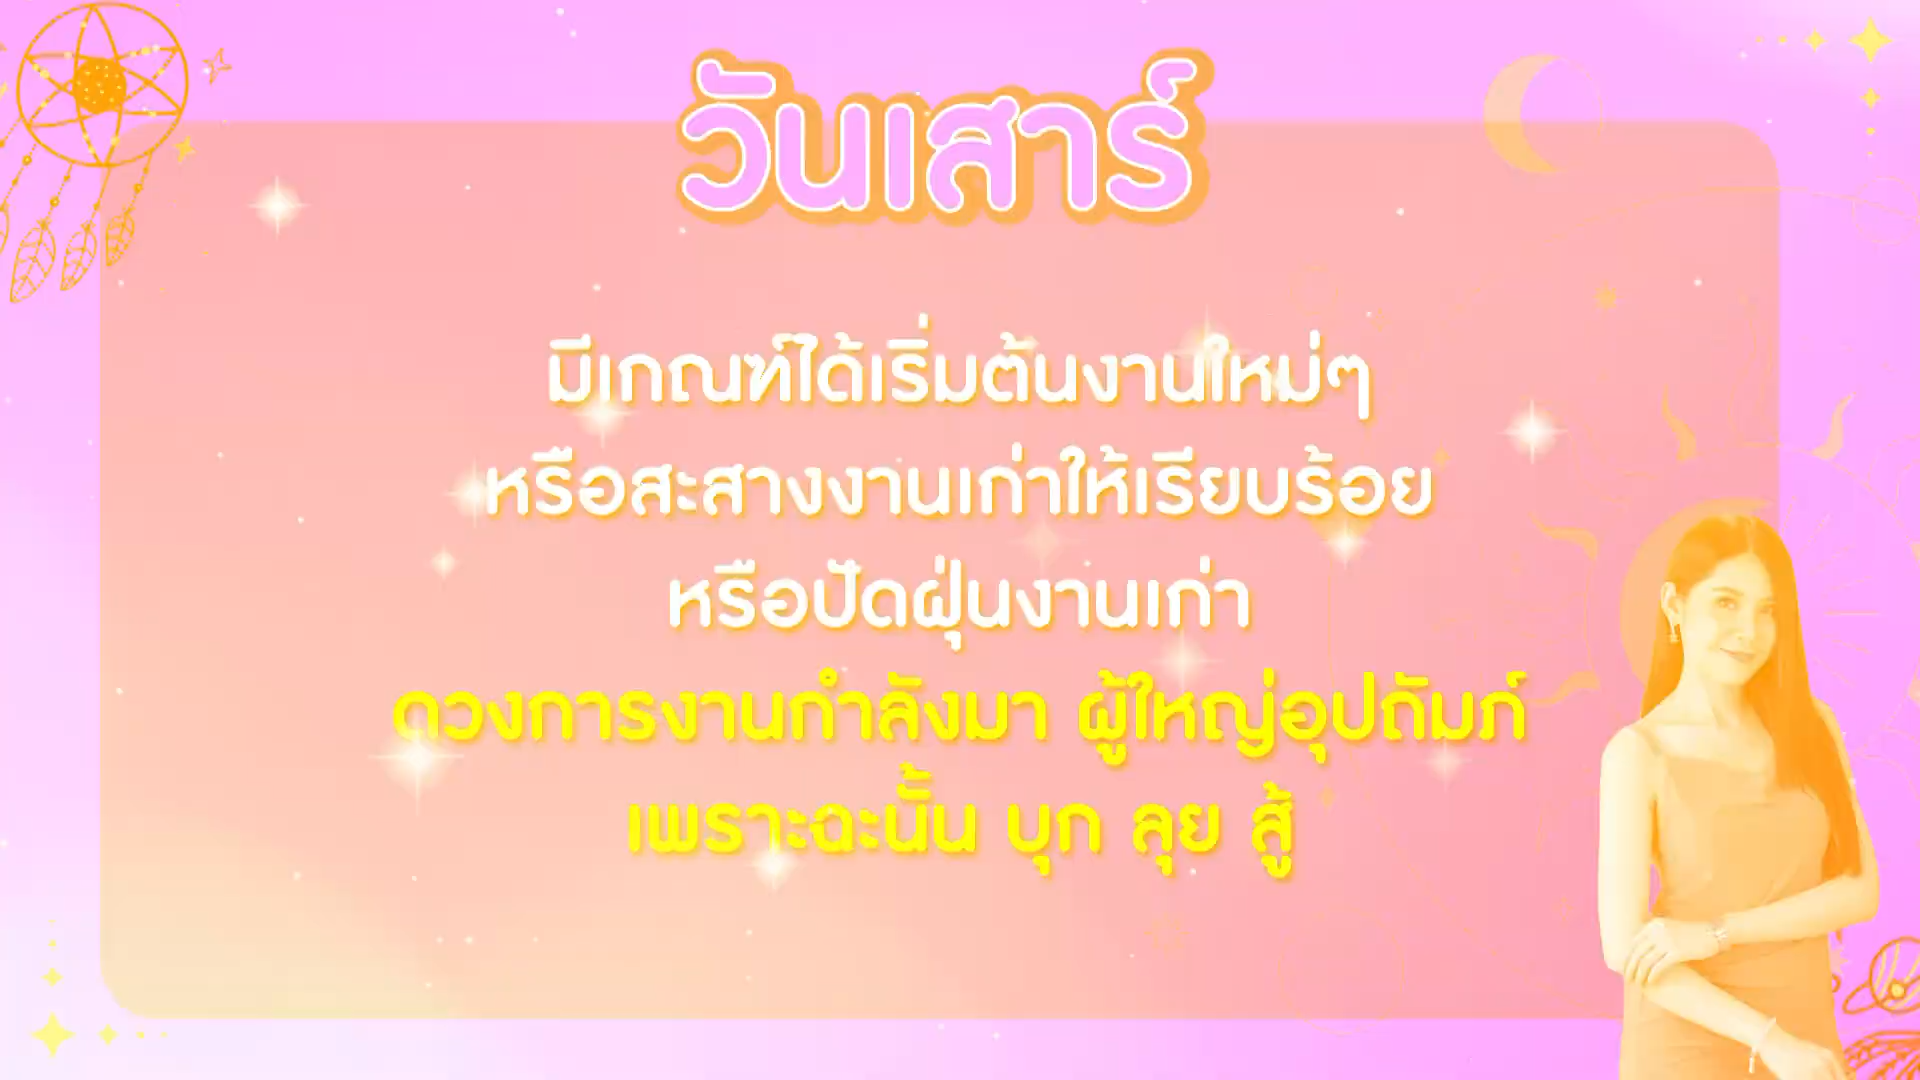 วันเสาร์
มีเกณฑ์ได้เริ่มต้นงานใหม่ๆ
หรือสะสางงานเก่าให้เรียบร้อย
หรือปัดฝุ่นงานเก่า
ดวงการงานกำลังมา ผู้ใหญ่อุปถัมภ์
เพราะฉะนั้น บุก ลุย สู้